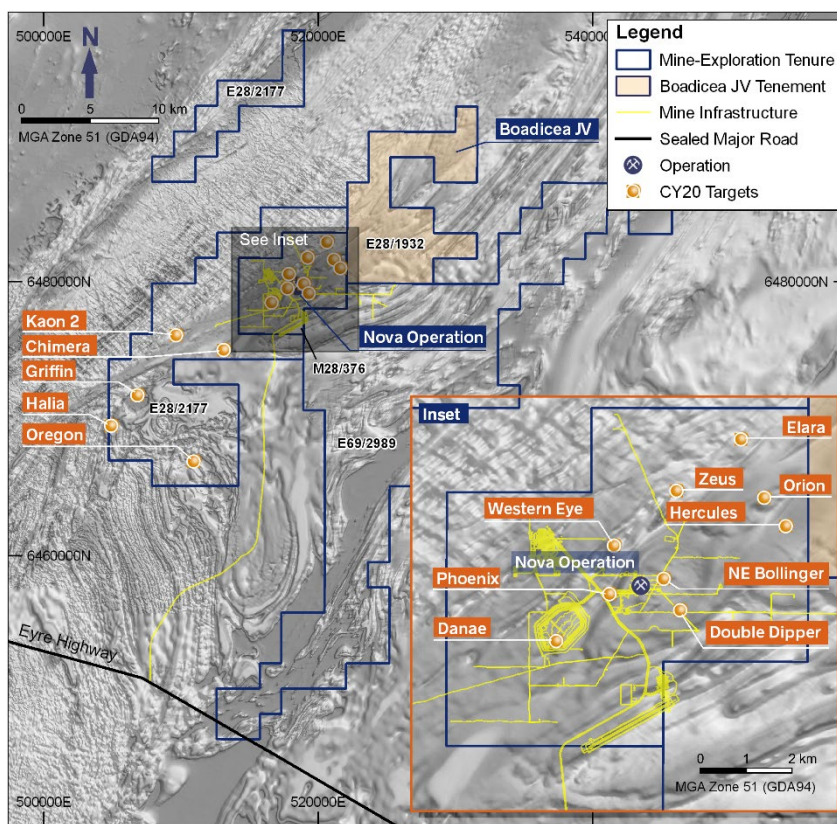 500000E
520000E
540000E
N
0 5 10 km
MGA Zone 51 (GDA94)
E28/2177
Boadicea JV
Legend
Mine-Exploration Tenure
Boadicea JV Tenement
Mine Infrastructure
Sealed Major Road
Operation
CY20 Targets
See Inset
E28/1932
6480000N
6480000N
Kaon 2
Chimera
Nova Operation
Griffin
M28/376
Halia
E28/2177
Oregon
E69/2989
Inset
Elara
Zeus
Orion
Western Eye
Hercules
Nova Operation
Phoenix
NE Bollinger
Danae
Double Dipper
6460000N
Eyre Highway
0 1 2 km
MGA Zone 51 (GDA94)
500000E
520000E